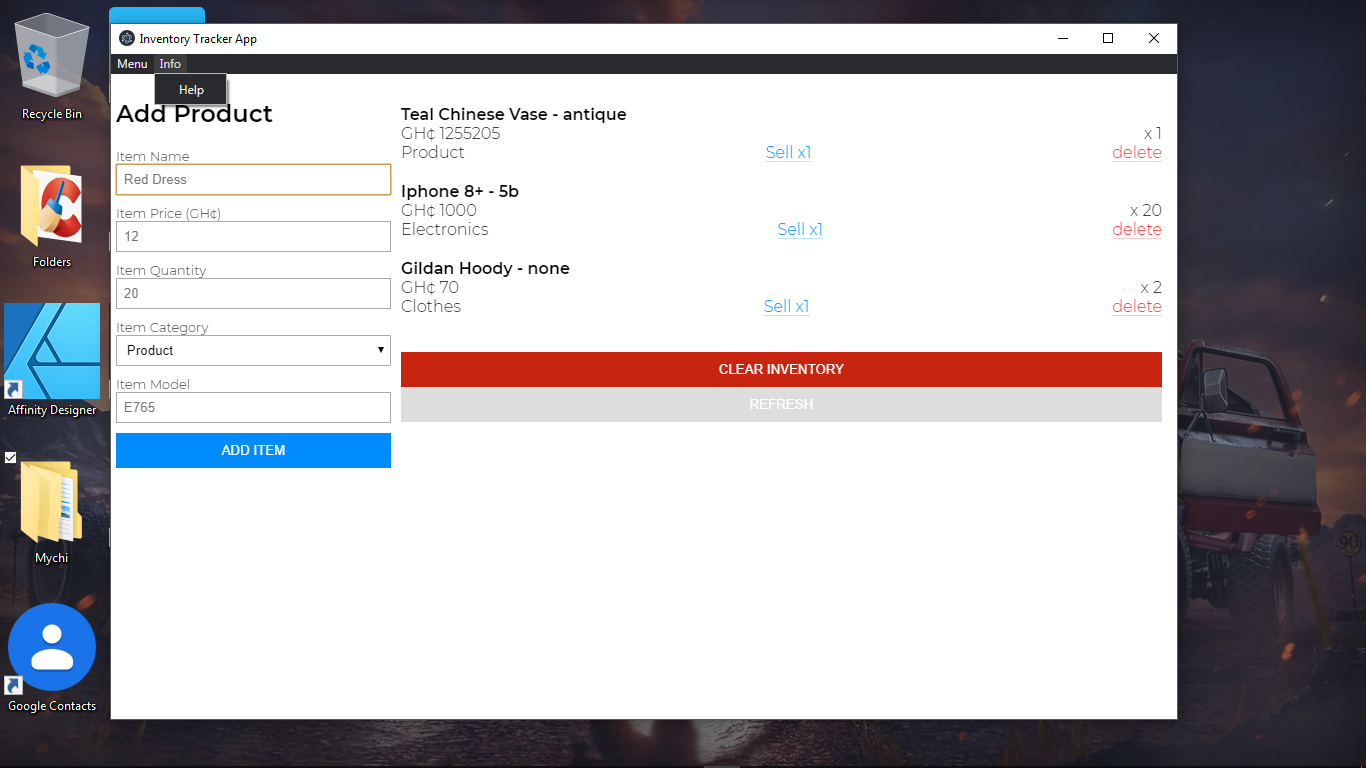 Recycle Bin
Folders
Affinity Designer
Mychi
Google Contacts
Inventory Tracker App
Menu Info
Help
Add Product
Item Name
Red Dress
Item Price (GH¢)
12
Item Quantity
20
Item Category
Product
Item Model
E765
ADD ITEM
Teal Chinese Vase - antique
GH¢ 1255205 x 1
Product Sell x1 delete
Iphone 8+ - 5b
GH¢ 1000 x 20
Electronics Sell x1 delete
Gildan Hoody - none
GH¢ 70 x 2
Clothes Sell x1 delete
CLEAR INVENTORY
REFRESH
90